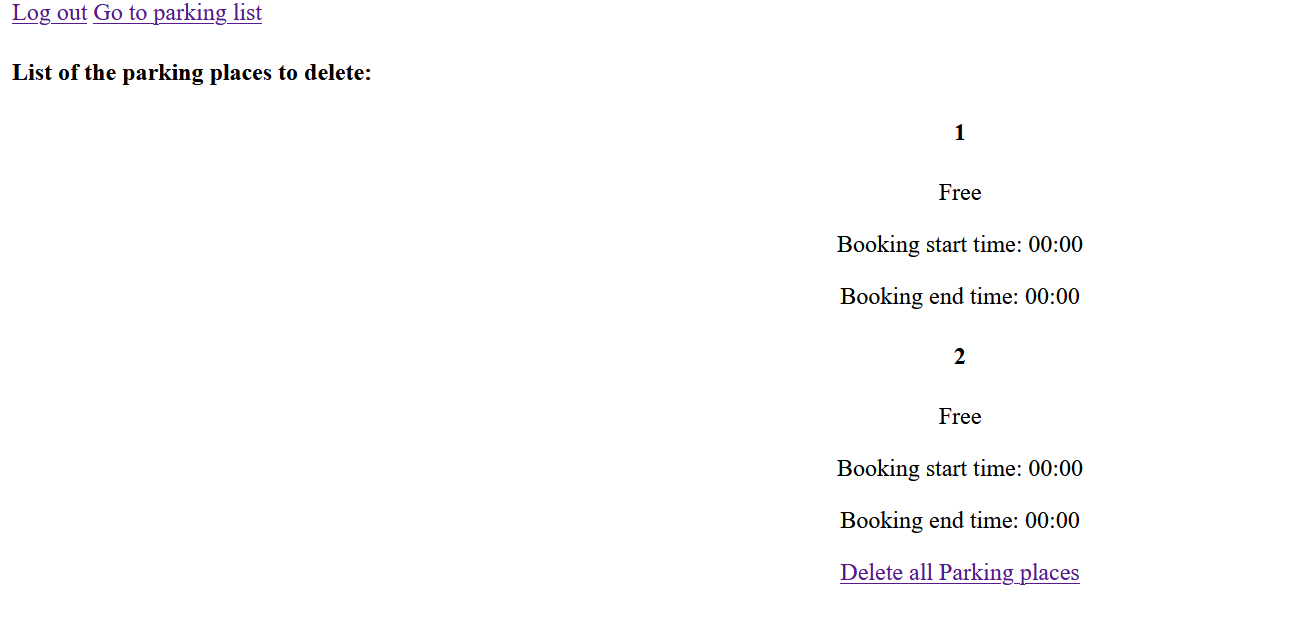 Log out Go to parking list
List of the parking places to delete:
1
Free
Booking start time: 00:00
Booking end time: 00:00
2
Free
Booking start time: 00:00
Booking end time: 00:00
Delete all Parking places